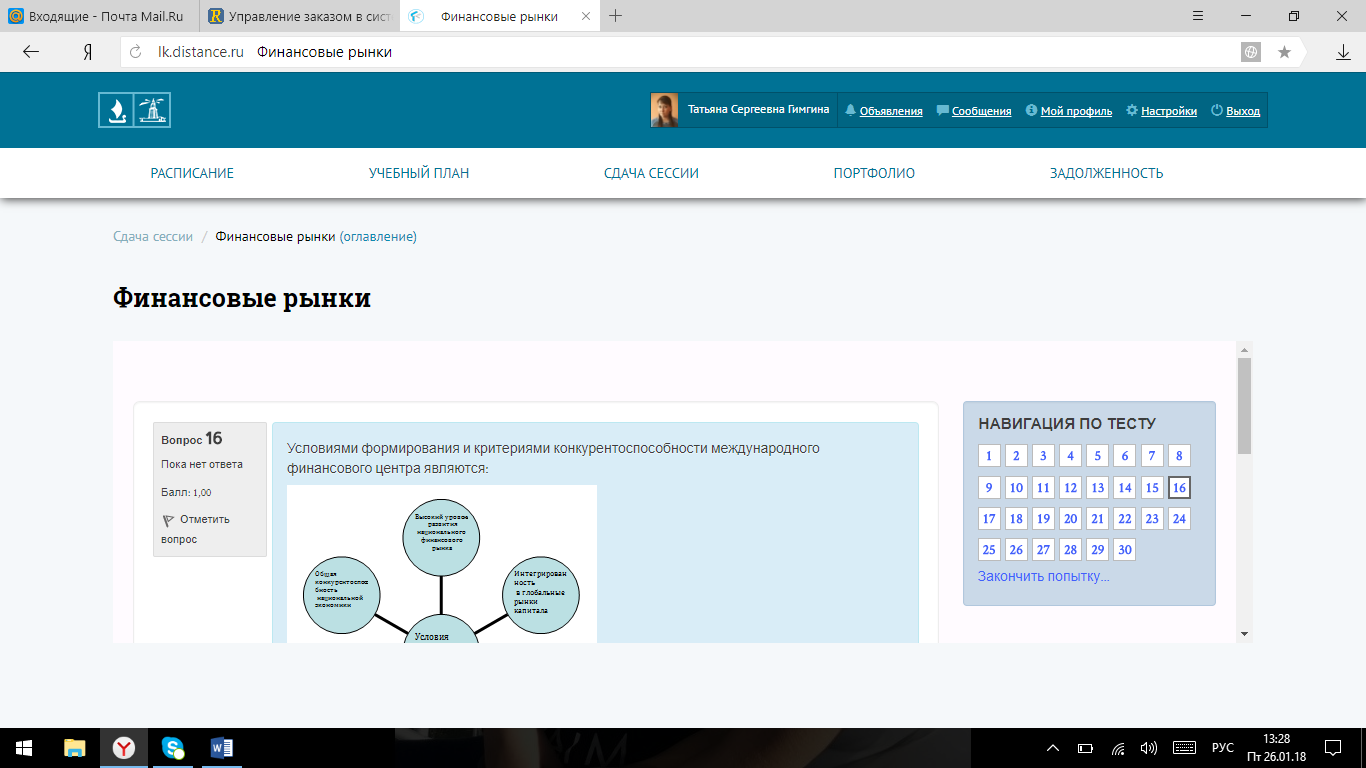 Входящие - Почта Mail.Ru
Управление заказом в сист
Финансовые рынки
Я
lk.distance.ru Финансовые рынки
Татьяна Сергеевна Гимгина
Объявления
Сообщения
Мой профиль
Настройки
Выход
РАСПИСАНИЕ
УЧЕБНЫЙ ПЛАН
СДАЧА СЕССИИ
ПОРТФОЛИО
ЗАДОЛЖЕННОСТЬ
Сдача сессии / Финансовые рынки (оглавление)
Финансовые рынки
Вопрос 16
Пока нет ответа
Балл: 1,00
Отметить
вопрос
Условиями формирования и критериями конкурентоспособности международного
финансового центра являются:
Высокий уровое
развития
национального
финансового
рынка
Общая
конкурентоспос
бность
национальной
экономики
Интегрирован
ность
в глобальные
рынки
капитала
Условия
НАВИГАЦИЯ ПО ТЕСТУ
1 2 3 4 5 6 7 8
9 10 11 12 13 14 15 16
17 18 19 20 21 22 23 24
25 26 27 28 29 30
Закончить попытку...
РУС
13:28
Пт 26.01.18